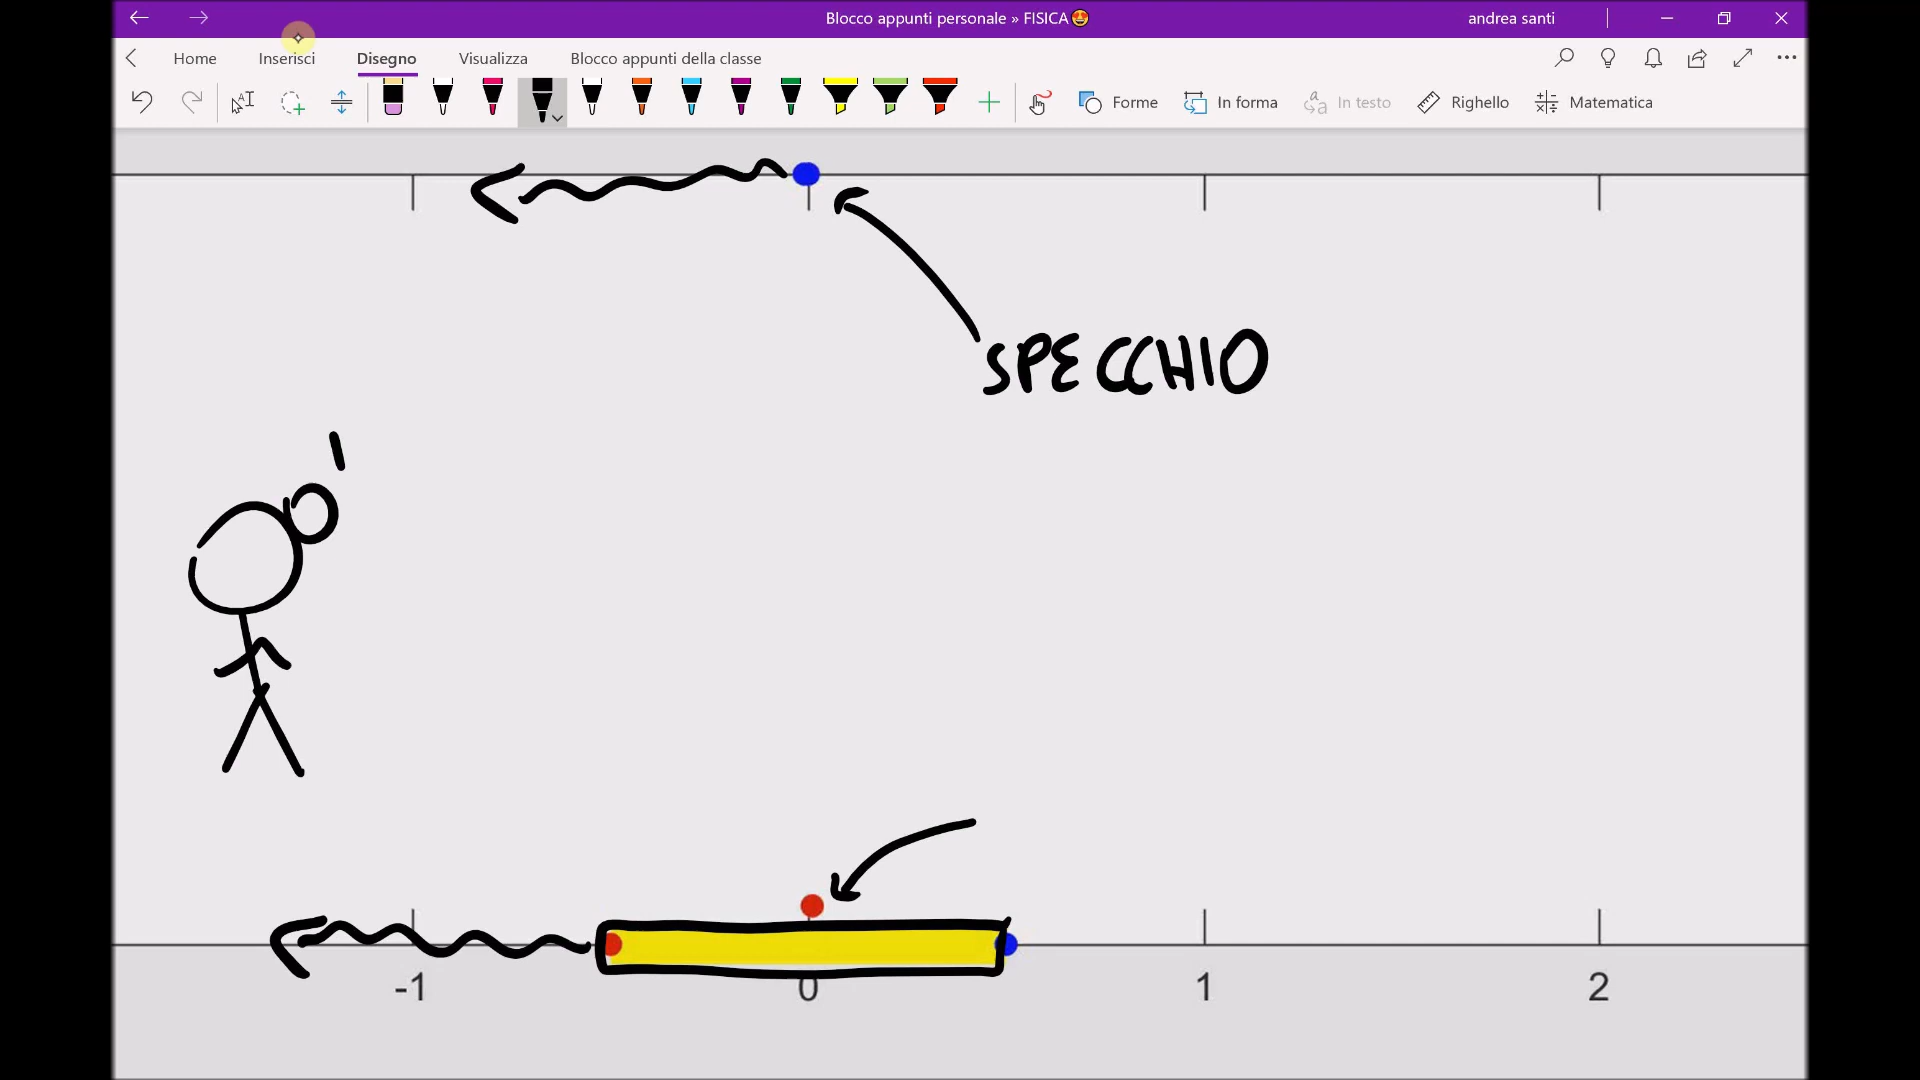 Blocco appunti personale » FISICA🤩
andrea santi
Home Inserisci Disegno Visualizza Blocco appunti della classe
Forme In forma In testo Righello Matematica
SPECCHIO
-1 0 1 2